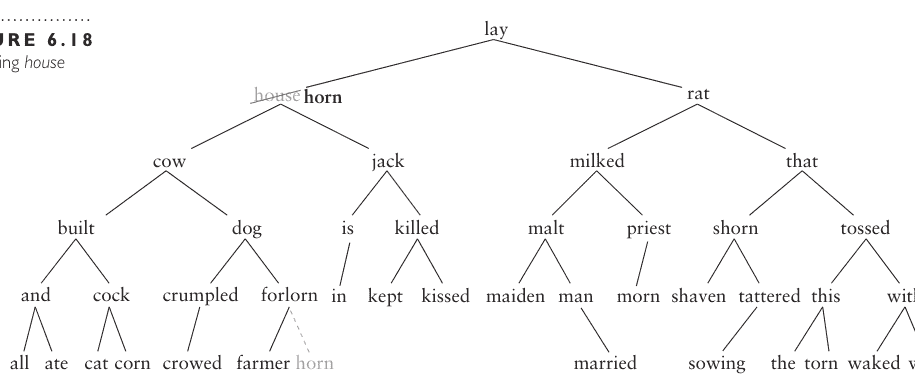 URE 6.18
ing house
lay
house horn rat
cow jack milked that
built dog is killed malt priest shorn tossed
and cock crumpled forlorn in kept kissed maiden man morn shaven tattered this wit
all ate cat corn crowed farmer horn married sowing the torn waked